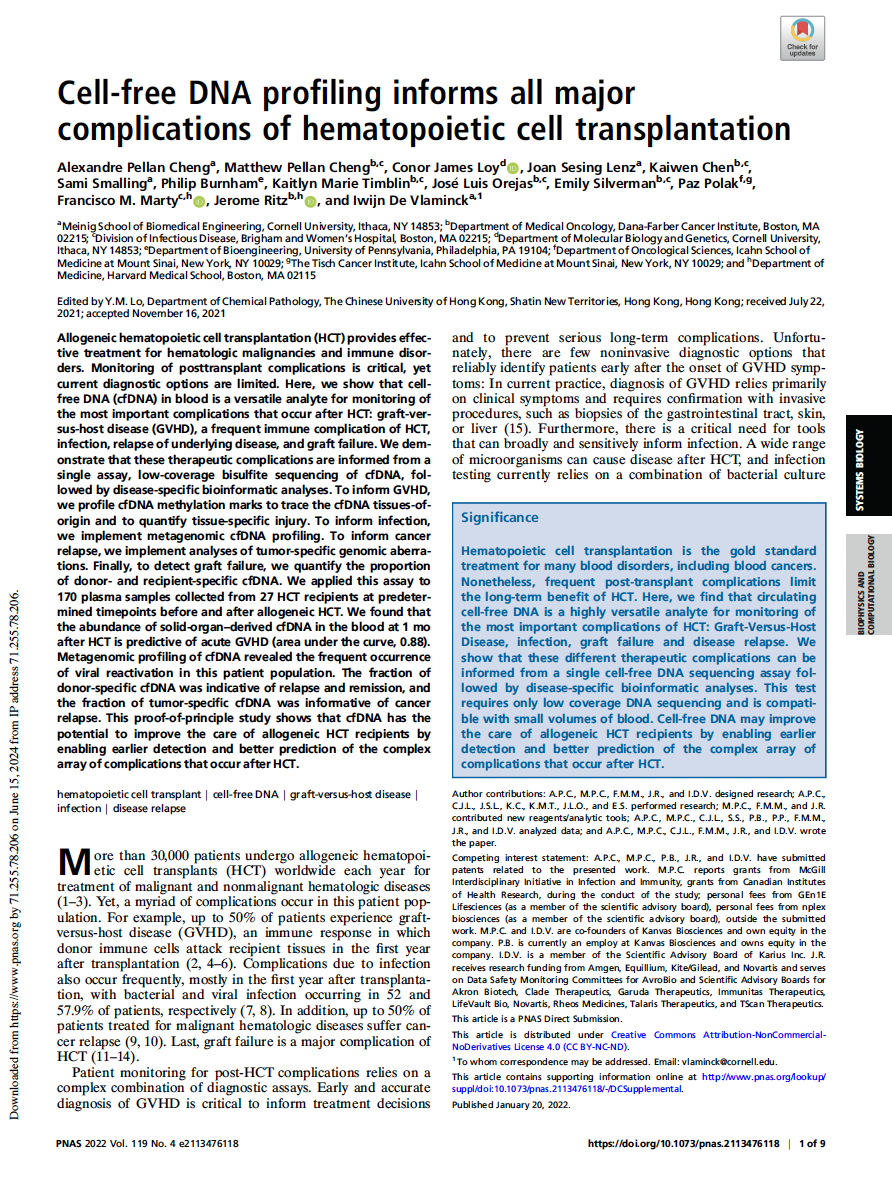 Check for
updates
Cell-free DNA profiling informs all major
complications of hematopoietic cell transplantation
Alexandre Pellan Chengᵃ, Matthew Pellan Chengᵇ,ᶜ, Conor James Loyᵈ, Joan Sesing Lenzᵃ, Kaiwen Chenᵇ,ᶜ,
Sami Smallingᵃ, Philip Burnhamᵉ, Kaitlyn Marie Timblinᵇ,ᶜ, José Luis Orejasᵇ,ᶜ, Emily Silvermanᵇ,ᶜ, Paz Polakᶠ,ᵍ,
Francisco M. Martyᶜ,ʰ, Jerome Ritzᵇ,ʰ, and Iwijn De Vlamincka,1
ᵃMeinig School of Biomedical Engineering, Cornell University, Ithaca, NY 14853; ᵇDepartment of Medical Oncology, Dana-Farber Cancer Institute, Boston, MA
02215; ᶜDivision of Infectious Disease, Brigham and Women's Hospital, Boston, MA 02215; ᵈDepartment of Molecular Biology and Genetics, Cornell University,
Ithaca, NY 14853; ᵉDepartment of Bioengineering, University of Pennsylvania, Philadelphia, PA 19104; ᶠDepartment of Oncological Sciences, Icahn School of
Medicine at Mount Sinai, New York, NY 10029; ᵍThe Tisch Cancer Institute, Icahn School of Medicine at Mount Sinai, New York, NY 10029; and ʰDepartment of
Medicine, Harvard Medical School, Boston, MA 02115
Edited by Y.M. Lo, Department of Chemical Pathology, The Chinese University of Hong Kong, Shatin New Territories, Hong Kong, Hong Kong; received July 22,
2021; accepted November 16, 2021
Allogeneic hematopoietic cell transplantation (HCT) provides effec-
tive treatment for hematologic malignancies and immune disor-
ders. Monitoring of posttransplant complications is critical, yet
current diagnostic options are limited. Here, we show that cell-
free DNA (cfDNA) in blood is a versatile analyte for monitoring of
the most important complications that occur after HCT: graft-ver-
sus-host disease (GVHD), a frequent immune complication of HCT,
infection, relapse of underlying disease, and graft failure. We dem-
onstrate that these therapeutic complications are informed from a
single assay, low-coverage bisulfite sequencing of cfDNA, fol-
lowed by disease-specific bioinformatic analyses. To inform GVHD,
we profile cfDNA methylation marks to trace the cfDNA tissues-of-
origin and to quantify tissue-specific injury. To inform infection,
we implement metagenomic cfDNA profiling. To inform cancer
relapse, we implement analyses of tumor-specific genomic aberra-
tions. Finally, to detect graft failure, we quantify the proportion
of donor- and recipient-specific cfDNA. We applied this assay to
170 plasma samples collected from 27 HCT recipients at predeter-
mined timepoints before and after allogeneic HCT. We found that
the abundance of solid-organ–derived cfDNA in the blood at 1 mo
after HCT is predictive of acute GVHD (area under the curve, 0.88).
Metagenomic profiling of cfDNA revealed the frequent occurrence
of viral reactivation in this patient population. The fraction of
donor-specific cfDNA was indicative of relapse and remission, and
the fraction of tumor-specific cfDNA was informative of cancer
relapse. This proof-of-principle study shows that cfDNA has the
potential to improve the care of allogeneic HCT recipients by
enabling earlier detection and better prediction of the complex
array of complications that occur after HCT.
hematopoietic cell transplant | cell-free DNA | graft-versus-host disease |
infection | disease relapse
More than 30,000 patients undergo allogeneic hematopoi-
etic cell transplants (HCT) worldwide each year for
treatment of malignant and nonmalignant hematologic diseases
(1–3). Yet, a myriad of complications occur in this patient pop-
ulation. For example, up to 50% of patients experience graft-
versus-host disease (GVHD), an immune response in which
donor immune cells attack recipient tissues in the first year
after transplantation (2, 4–6). Complications due to infection
also occur frequently, mostly in the first year after transplanta-
tion, with bacterial and viral infection occurring in 52 and
57.9% of patients, respectively (7, 8). In addition, up to 50% of
patients treated for malignant hematologic diseases suffer can-
cer relapse (9, 10). Last, graft failure is a major complication of
HCT (11–14).
Patient monitoring for post-HCT complications relies on a
complex combination of diagnostic assays. Early and accurate
diagnosis of GVHD is critical to inform treatment decisions
and to prevent serious long-term complications. Unfortu-
nately, there are few noninvasive diagnostic options that
reliably identify patients early after the onset of GVHD symp-
toms: In current practice, diagnosis of GVHD relies primarily
on clinical symptoms and requires confirmation with invasive
procedures, such as biopsies of the gastrointestinal tract, skin,
or liver (15). Furthermore, there is a critical need for tools
that can broadly and sensitively inform infection. A wide range
of microorganisms can cause disease after HCT, and infection
testing currently relies on a combination of bacterial culture
Significance
Hematopoietic cell transplantation is the gold standard
treatment for many blood disorders, including blood cancers.
Nonetheless, frequent post-transplant complications limit
the long-term benefit of HCT. Here, we find that circulating
cell-free DNA is a highly versatile analyte for monitoring of
the most important complications of HCT: Graft-Versus-Host
Disease, infection, graft failure and disease relapse. We
show that these different therapeutic complications can be
informed from a single cell-free DNA sequencing assay fol-
lowed by disease-specific bioinformatic analyses. This test
requires only low coverage DNA sequencing and is compati-
ble with small volumes of blood. Cell-free DNA may improve
the care of allogeneic HCT recipients by enabling earlier
detection and better prediction of the complex array of
complications that occur after HCT.
Author contributions: A.P.C., M.P.C., F.M.M., J.R., and I.D.V. designed research; A.P.C.,
C.J.L., J.S.L., K.C., K.M.T., J.L.O., and E.S. performed research; M.P.C., F.M.M., and J.R.
contributed new reagents/analytic tools; A.P.C., M.P.C., C.J.L., S.S., P.B., P.P., F.M.M.,
J.R., and I.D.V. analyzed data; and A.P.C., M.P.C., C.J.L., F.M.M., J.R., and I.D.V. wrote
the paper.
Competing interest statement: A.P.C., M.P.C., P.B., J.R., and I.D.V. have submitted
patents related to the presented work. M.P.C. reports grants from McGill
Interdisciplinary Initiative in Infection and Immunity, grants from Canadian Institutes
of Health Research, during the conduct of the study; personal fees from GEn1E
Lifesciences (as a member of the scientific advisory board), personal fees from nplex
biosciences (as a member of the scientific advisory board), outside the submitted
work. M.P.C. and I.D.V. are co-founders of Kanvas Biosciences and own equity in the
company. P.B. is currently an employ at Kanvas Biosciences and owns equity in the
company. I.D.V. is a member of the Scientific Advisory Board of Karius Inc. J.R.
receives research funding from Amgen, Equillium, Kite/Gilead, and Novartis and serves
on Data Safety Monitoring Committees for AvroBio and Scientific Advisory Boards for
Akron Biotech, Clade Therapeutics, Garuda Therapeutics, Immunitas Therapeutics,
LifeVault Bio, Novartis, Rheos Medicines, Talaris Therapeutics, and TScan Therapeutics.
This article is a PNAS Direct Submission.
This article is distributed under Creative Commons Attribution-NonCommercial-
NoDerivatives License 4.0 (CC BY-NC-ND).
¹To whom correspondence may be addressed. Email: vlaminck@cornell.edu.
This article contains supporting information online at http://www.pnas.org/lookup/
suppl/doi:10.1073/pnas.2113476118/-/DCSupplemental.
Published January 20, 2022.
SYSTEMS BIOLOGY
BIOPHYSICS AND
COMPUTATIONAL BIOLOGY
Downloaded from https://www.pnas.org by 71.255.78.206 on June 15, 2024 from IP address 71.255.78.206.
PNAS 2022 Vol. 119 No. 4 e2113476118
https://doi.org/10.1073/pnas.2113476118 | 1 of 9